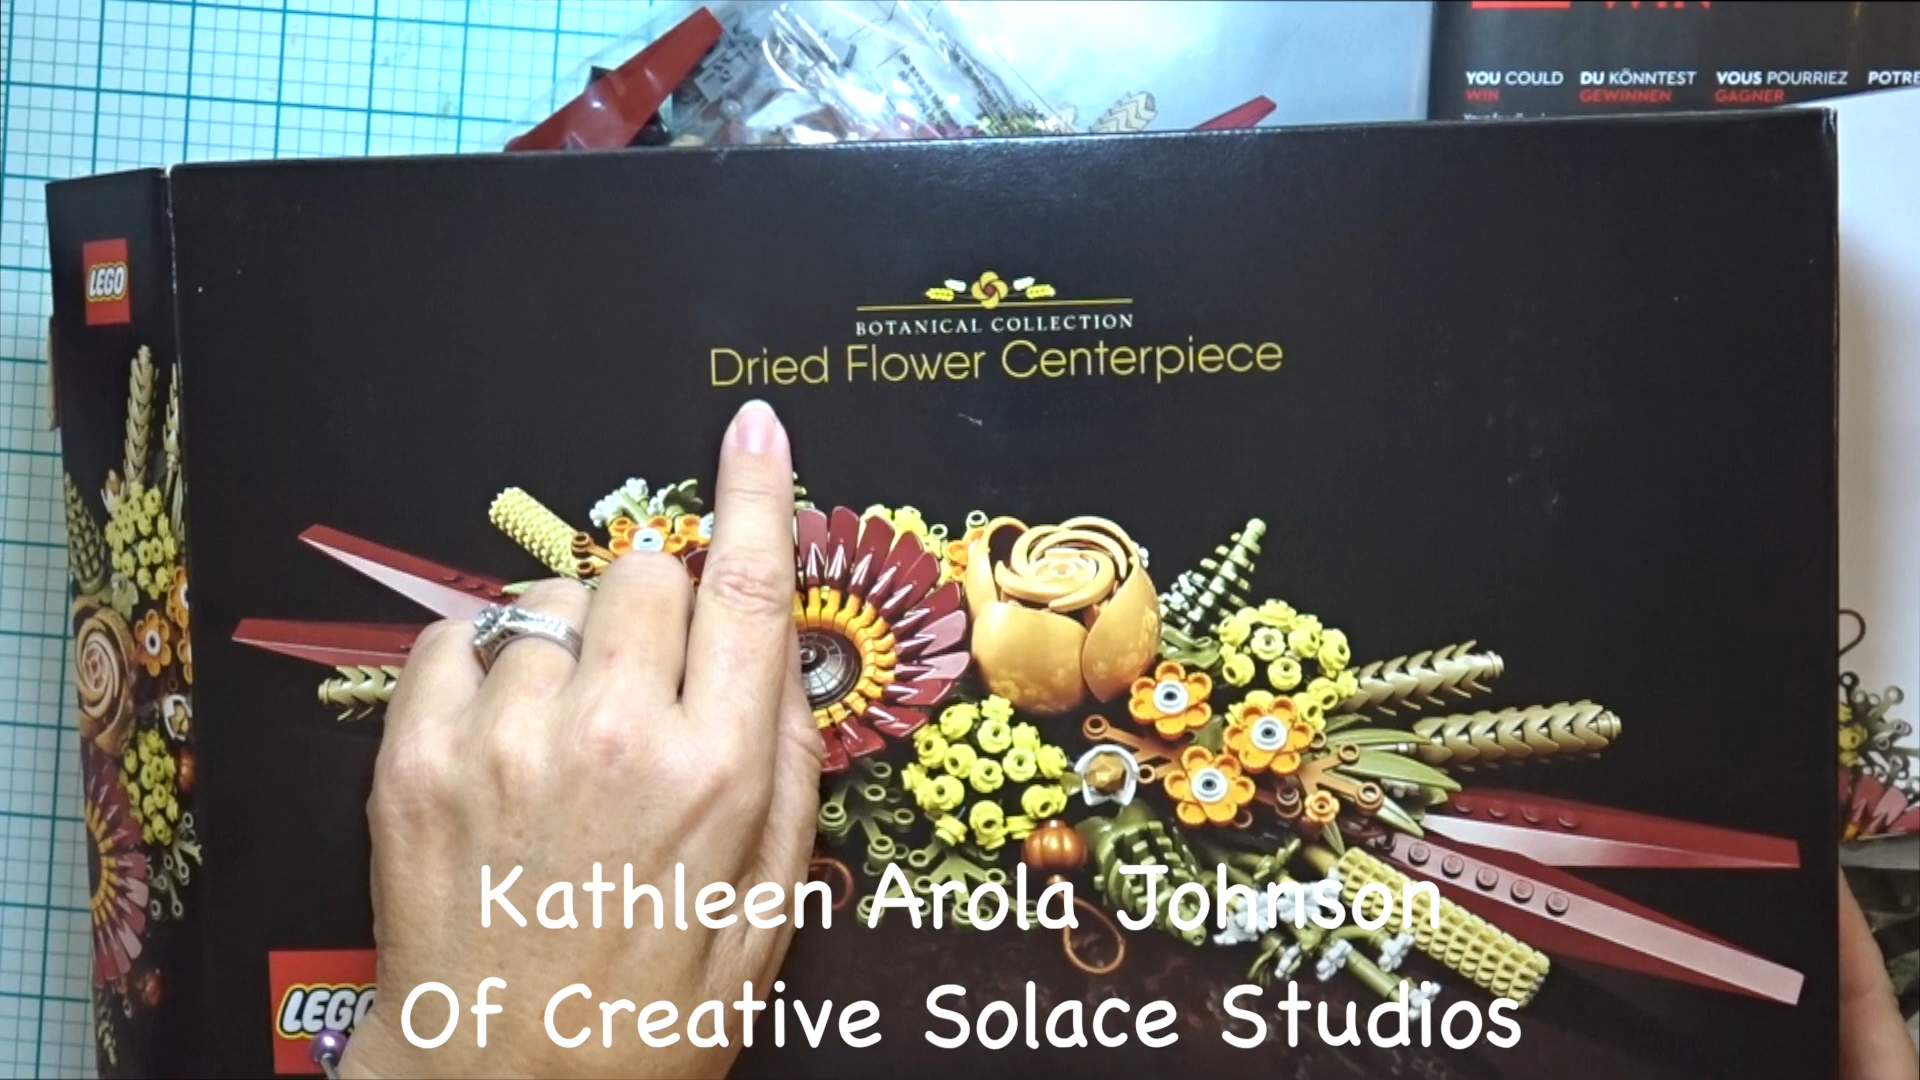 YOU COULD
WIN
DU KÖNNTEST
GEWINNEN
VOUS POURRIEZ
GAGNER
LEGO
BOTANICAL COLLECTION
Dried Flower Centerpiece
LEGO
Kathleen Arola Johnson
Of Creative Solace Studios